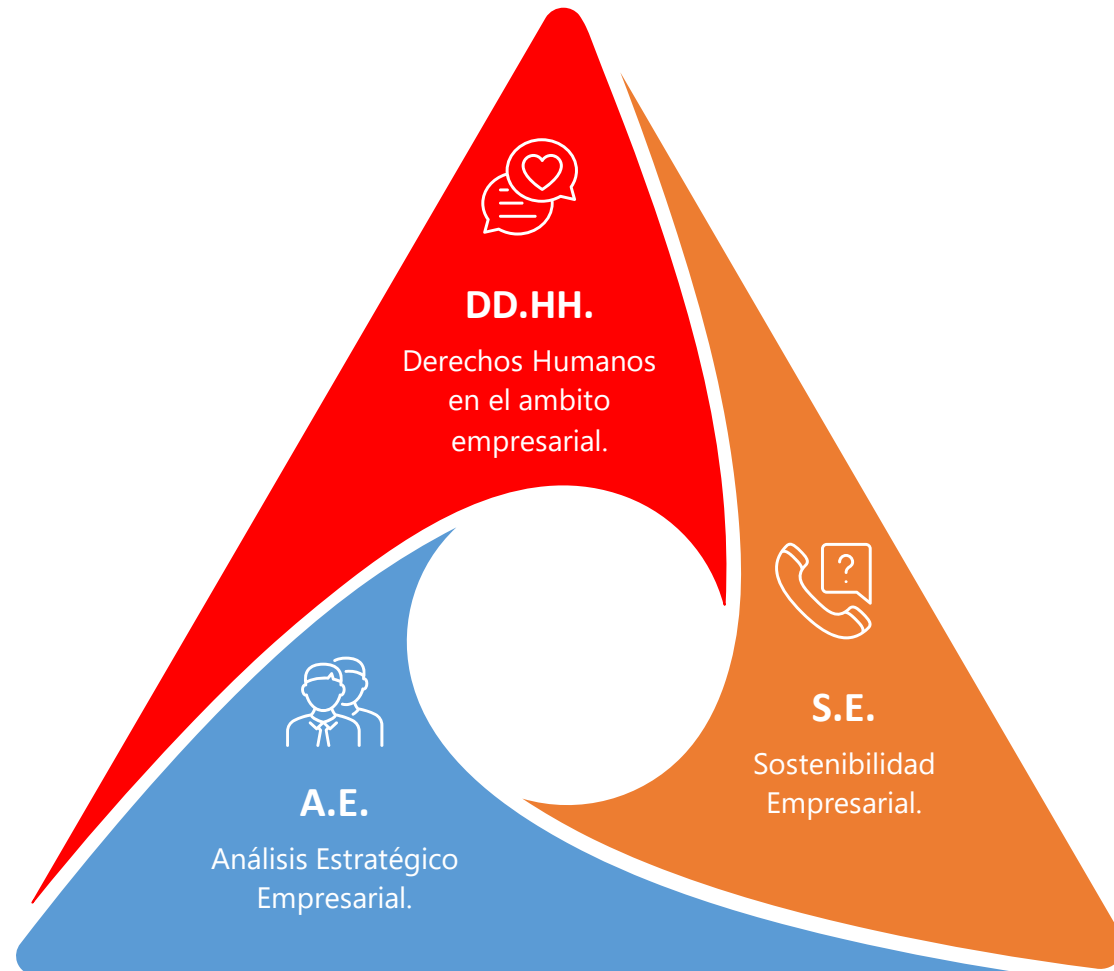 DD.HH.
Derechos Humanos
en el ambito
empresarial.
?
S.E.
Sostenibilidad
Empresarial.
A.E.
Análisis Estratégico
Empresarial.